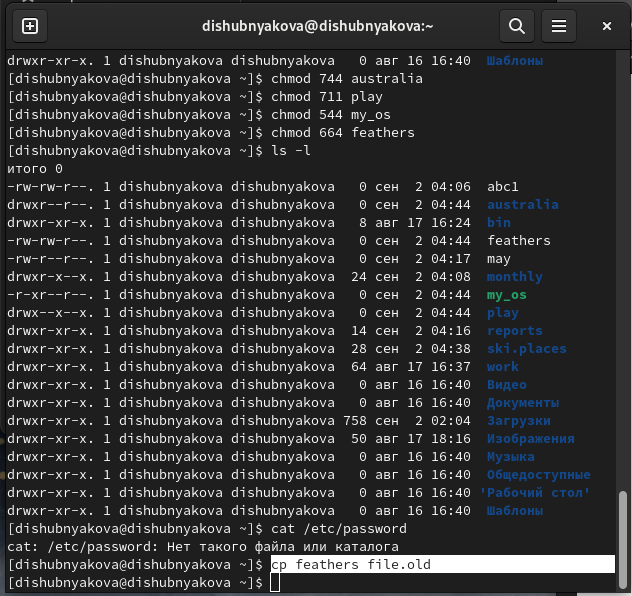 dishubnyakova@dishubnyakova:~
drwxr-xr-x. 1 dishubnyakova dishubnyakova   0 авг 16 16:40  Шаблоны
[dishubnyakova@dishubnyakova ~]$ chmod 744 australia
[dishubnyakova@dishubnyakova ~]$ chmod 711 play
[dishubnyakova@dishubnyakova ~]$ chmod 544 my_os
[dishubnyakova@dishubnyakova ~]$ chmod 664 feathers
[dishubnyakova@dishubnyakova ~]$ ls -l
итого 0
-rw-rw-r--. 1 dishubnyakova dishubnyakova   0 сен  2 04:06  abc1
drwxr--r--. 1 dishubnyakova dishubnyakova   0 сен  2 04:44  australia
drwxr-xr-x. 1 dishubnyakova dishubnyakova   8 авг 17 16:24  bin
-rw-rw-r--. 1 dishubnyakova dishubnyakova   0 сен  2 04:44  feathers
-rw-r--r--. 1 dishubnyakova dishubnyakova   0 сен  2 04:17  may
drwxr-x--x. 1 dishubnyakova dishubnyakova  24 сен  2 04:08  monthly
-r-xr--r--. 1 dishubnyakova dishubnyakova   0 сен  2 04:44  my_os
drwx--x--x. 1 dishubnyakova dishubnyakova   0 сен  2 04:44  play
drwxr-xr-x. 1 dishubnyakova dishubnyakova  14 сен  2 04:16  reports
drwxr-xr-x. 1 dishubnyakova dishubnyakova  28 сен  2 04:38  ski.places
drwxr-xr-x. 1 dishubnyakova dishubnyakova  64 авг 17 16:37  work
drwxr-xr-x. 1 dishubnyakova dishubnyakova   0 авг 16 16:40  Видео
drwxr-xr-x. 1 dishubnyakova dishubnyakova   0 авг 16 16:40  Документы
drwxr-xr-x. 1 dishubnyakova dishubnyakova 758 сен  2 02:04  Загрузки
drwxr-xr-x. 1 dishubnyakova dishubnyakova  50 авг 17 18:16  Изображения
drwxr-xr-x. 1 dishubnyakova dishubnyakova   0 авг 16 16:40  Музыка
drwxr-xr-x. 1 dishubnyakova dishubnyakova   0 авг 16 16:40  Общедоступные
drwxr-xr-x. 1 dishubnyakova dishubnyakova   0 авг 16 16:40 'Рабочий стол'
drwxr-xr-x. 1 dishubnyakova dishubnyakova   0 авг 16 16:40  Шаблоны
[dishubnyakova@dishubnyakova ~]$ cat /etc/password
cat: /etc/password: Нет такого файла или каталога
[dishubnyakova@dishubnyakova ~]$ cp feathers file.old
[dishubnyakova@dishubnyakova ~]$